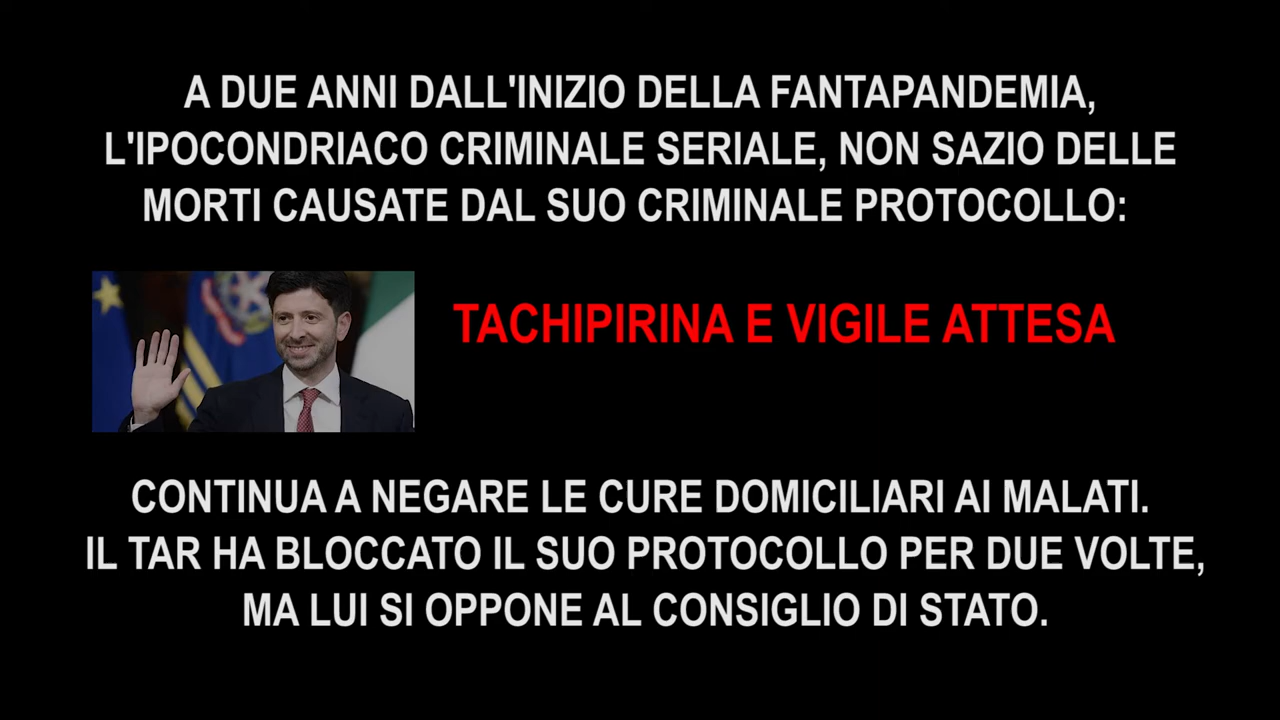 A DUE ANNI DALL'INIZIO DELLA FANTAPANDEMIA,
L'IPOCONDRIACO CRIMINALE SERIALE, NON SAZIO DELLE
MORTI CAUSATE DAL SUO CRIMINALE PROTOCOLLO:
TACHIPIRINA E VIGILE ATTESA
CONTINUA A NEGARE LE CURE DOMICILIARI AI MALATI.
IL TAR HA BLOCCATO IL SUO PROTOCOLLO PER DUE VOLTE,
MA LUI SI OPPONE AL CONSIGLIO DI STATO.